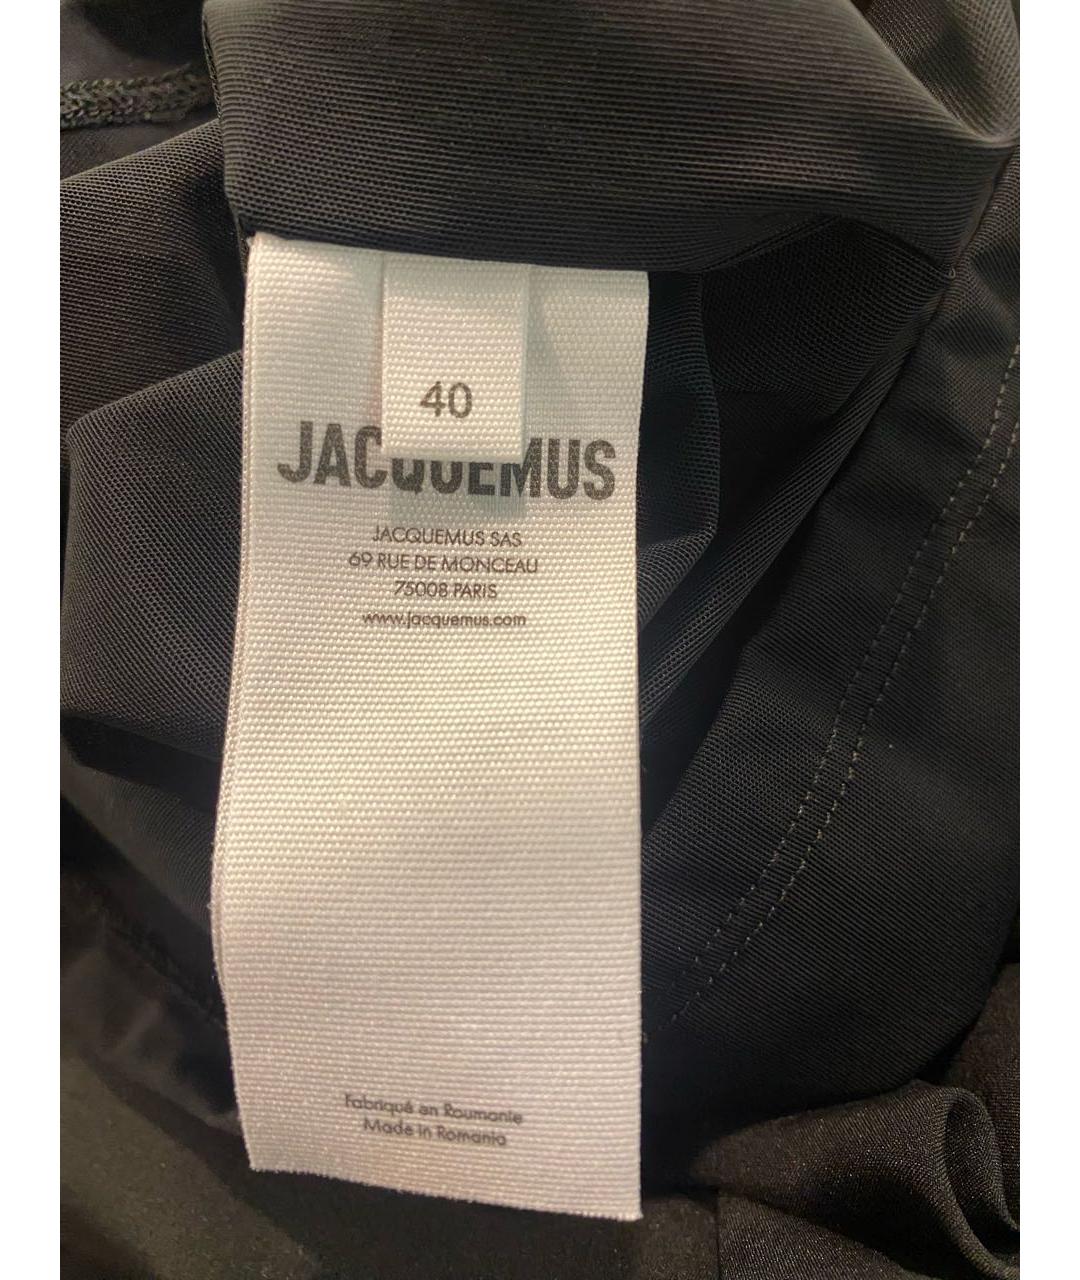 40
JACQUEMUS
JACQUEMUS SAS
69 RUE DE MONCEAU
75008 PARIS
www.jacquemus.com
Fabriqué en Roumanie
Made in Romania